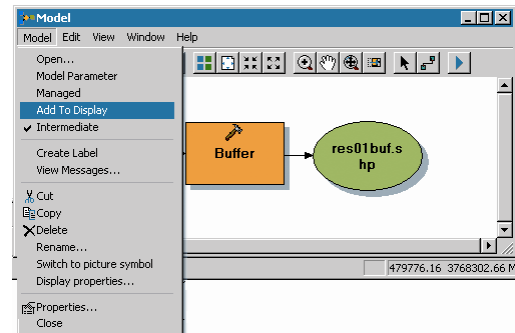 Model
Model Edit View Window Help
Open...
Model Parameter
Managed
Add To Display
Intermediate
Create Label
View Messages...
Cut
Copy
Delete
Rename...
Switch to picture symbol
Display properties...
Properties...
Close
Buffer
res01buf.s
hp
479776.16 3768302.66 M